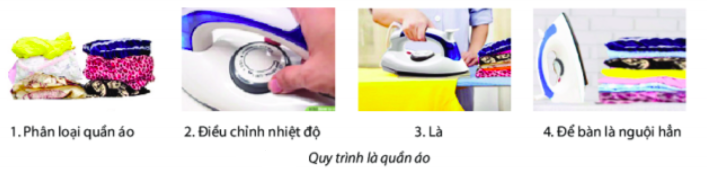 1. Phân loại quần áo
2. Điều chỉnh nhiệt độ
3. Là
4. Để bàn là nguội hẳn
Quy trình là quần áo